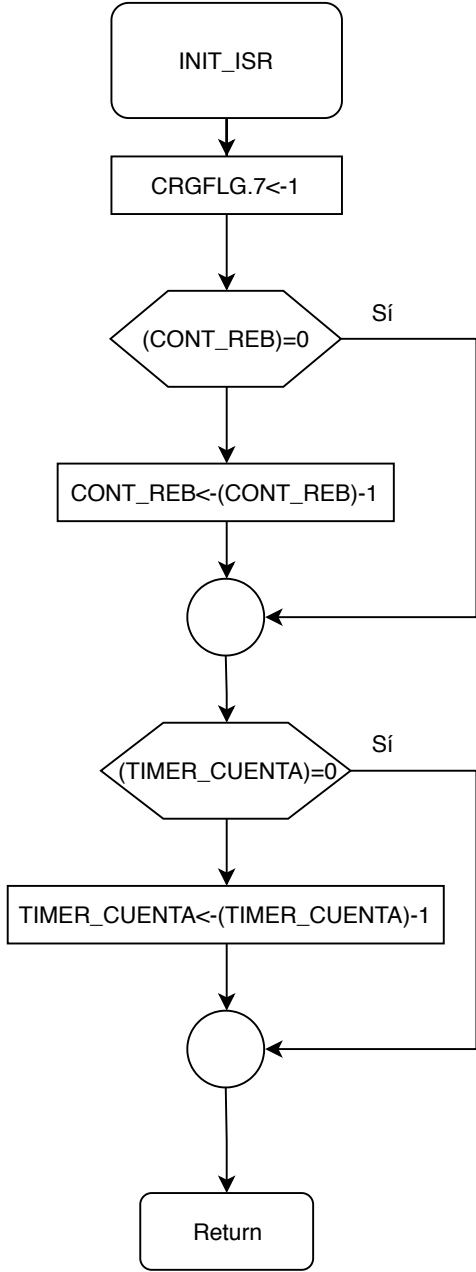 INIT_ISR
CRGFLG.7<-1
(CONT_REB)=0
Sí
CONT_REB<-(CONT_REB)-1
(TIMER_CUENTA)=0
Sí
TIMER_CUENTA<-(TIMER_CUENTA)-1
Return